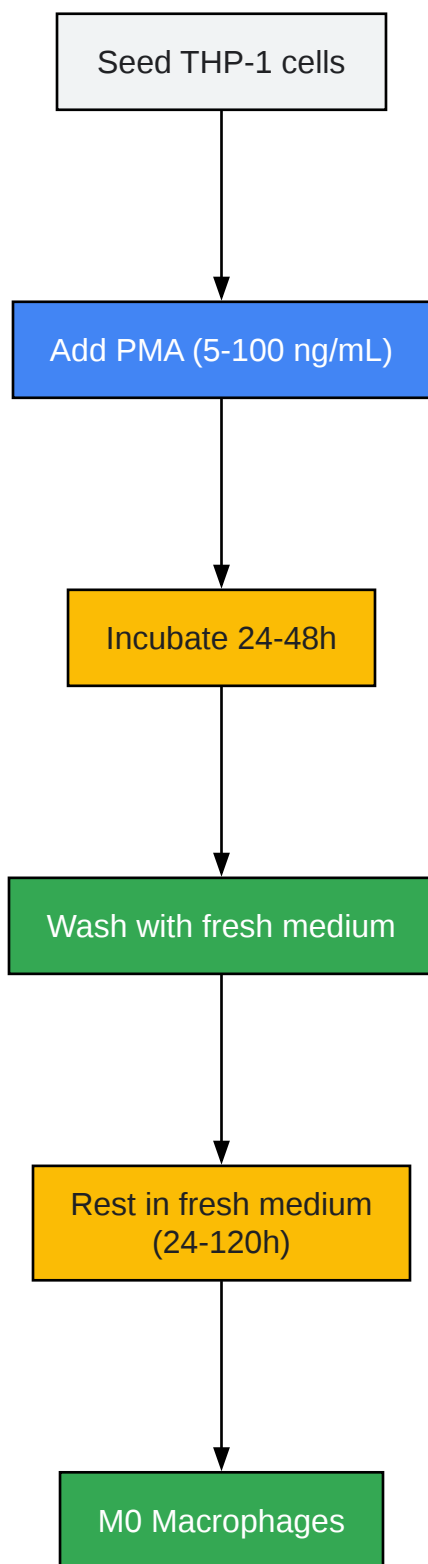 Seed THP-1 cells
Add PMA (5-100 ng/mL)
Incubate 24-48h
Wash with fresh medium
Rest in fresh medium
(24-120h)
M0 Macrophages